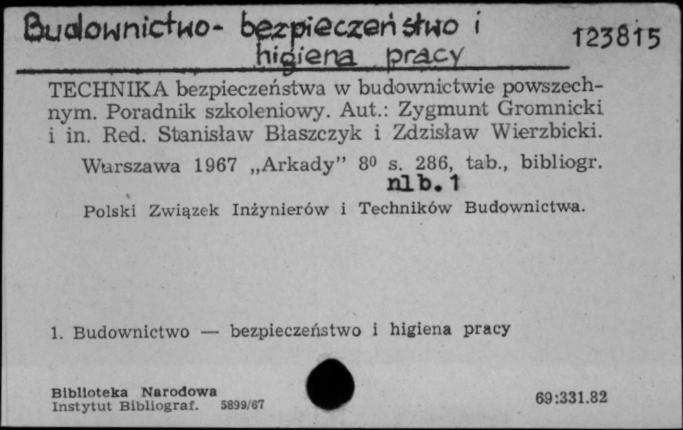 Budownictwo- bezpieczeństwo i
higiena pracy
123815
TECHNIKA bezpieczeństwa w budownictwie powszech-
nym. Poradnik szkoleniowy. Aut.: Zygmunt Gromnicki
i in. Red. Stanisław Błaszczyk i Zdzisław Wierzbicki.
Warszawa 1967 „Arkady” 8⁰ s. 286, tab., bibliogr.
nlb. 1
Polski Związek Inżynierów i Techników Budownictwa.
1. Budownictwo — bezpieczeństwo i higiena pracy
Biblioteka Narodowa
Instytut Bibliograf. 5899/67
69:331.82